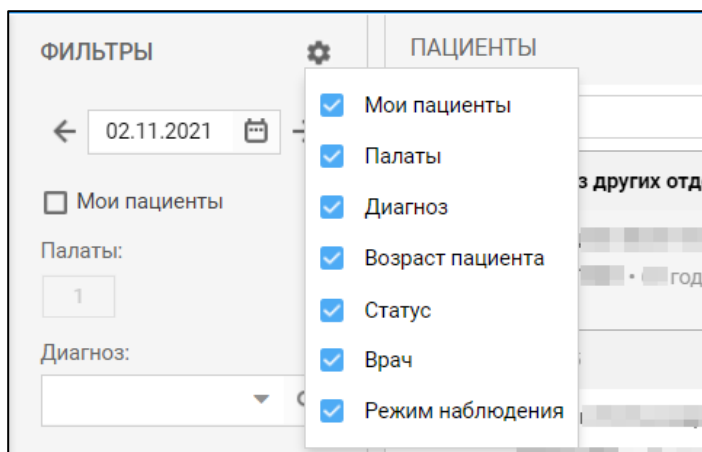 ФИЛЬТРЫ
ПАЦИЕНТЫ
02.11.2021
Мои пациенты
Палаты:
1
Диагноз:
Мои пациенты
Палаты
Диагноз
Возраст пациента
Статус
Врач
Режим наблюдения
з других отд
год